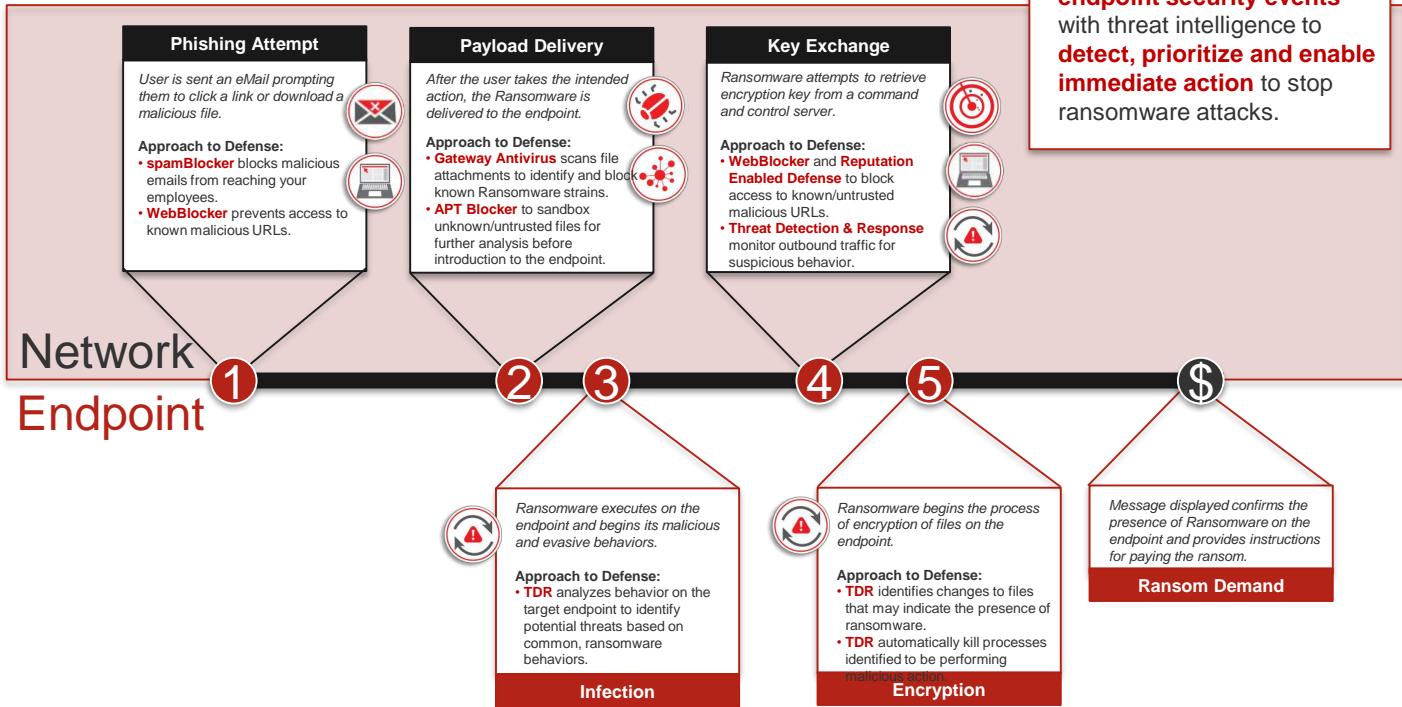 endpoint security events
with threat intelligence to
detect, prioritize and enable
immediate action to stop
ransomware attacks.
Phishing Attempt
User is sent an eMail prompting
them to click a link or download a
malicious file.
Approach to Defense:
• spamBlocker blocks malicious
emails from reaching your
employees.
• WebBlocker prevents access to
known malicious URLs.
Payload Delivery
After the user takes the intended
action, the Ransomware is
delivered to the endpoint.
Approach to Defense:
• Gateway Antivirus scans file
attachments to identify and block
known Ransomware strains.
• APT Blocker to sandbox
unknown/untrusted files for
further analysis before
introduction to the endpoint.
Key Exchange
Ransomware attempts to retrieve
encryption key from a command
and control server.
Approach to Defense:
• WebBlocker and Reputation
Enabled Defense to block
access to known/untrusted
malicious URLs.
• Threat Detection & Response
monitor outbound traffic for
suspicious behavior.
Network
1
2
3
4
5
$
Endpoint
Ransomware executes on the
endpoint and begins its malicious
and evasive behaviors.
Approach to Defense:
• TDR analyzes behavior on the
target endpoint to identify
potential threats based on
common, ransomware
behaviors.
Infection
Ransomware begins the process
of encryption of files on the
endpoint.
Approach to Defense:
• TDR identifies changes to files
that may indicate the presence of
ransomware.
• TDR automatically kill processes
identified to be performing
malicious action.
Encryption
Message displayed confirms the
presence of Ransomware on the
endpoint and provides instructions
for paying the ransom.
Ransom Demand